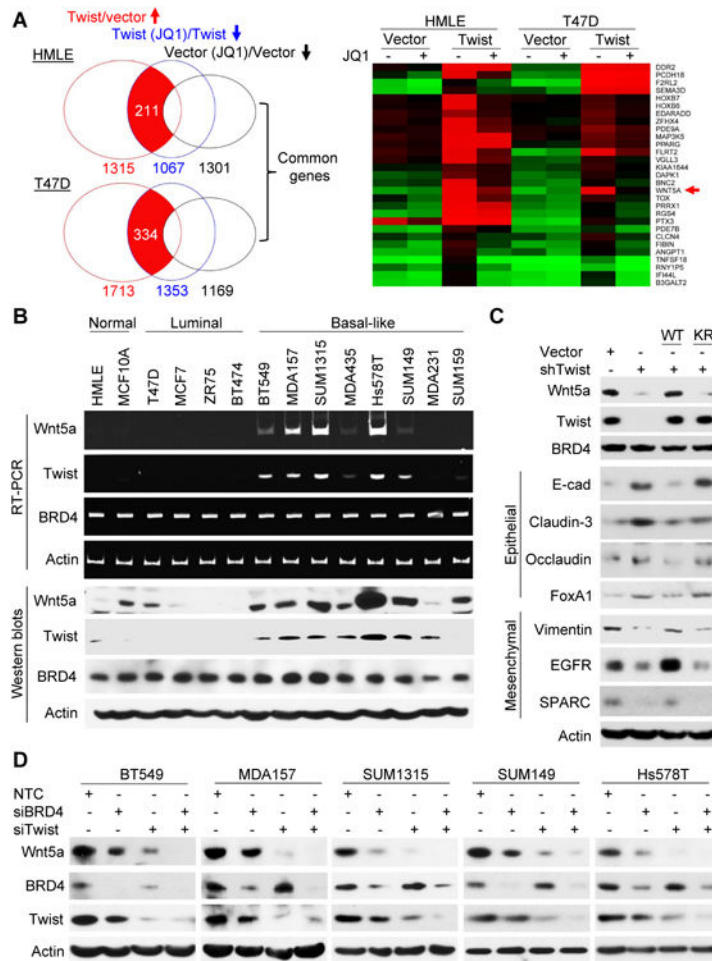 A
Twist/vector
Twist (JQ1)/Twist
Vector (JQ1)/Vector
HMLE
211
1315 1067 1301
T47D
334
1713 1353 1169
Common genes
HMLE T47D
Vector Twist Vector Twist
JQ1 - + - + - + - +
DDR2
PCDH18
F2RL2
SEMA3D
HOXB7
HOXB6
EDARADD
ZFHX4
PDE9A
MAP3K5
PPARG
FLRT2
VGLL3
KIAA1644
DAPK1
BNC2
WNT5A
TOX
PRRX1
RGS4
PTX3
PDE7B
CLCN4
FIBIN
ANGPT1
TNFSF18
RNY1P5
IFI44L
B3GALT2
B
Normal Luminal Basal-like
HMLE MCF10A T47D MCF7 ZR75 BT474 BT549 MDA157 SUM1315 MDA435 Hs578T SUM149 MDA231 SUM159
RT-PCR
Wnt5a
Twist
BRD4
Actin
Western blots
Wnt5a
Twist
BRD4
Actin
C
WT KR
Vector + - - -
shTwist - + + +
Wnt5a
Twist
BRD4
Epithelial
E-cad
Claudin-3
Occlaudin
FoxA1
Mesenchymal
Vimentin
EGFR
SPARC
Actin
D
BT549 MDA157 SUM1315 SUM149 Hs578T
NTC + - - - + - - - + - - - + - - - + - - -
siBRD4 - + - + - + - + - + - + - + - + - + - +
siTwist - - + + - - + + - - + + - - + + - - + +
Wnt5a
BRD4
Twist
Actin